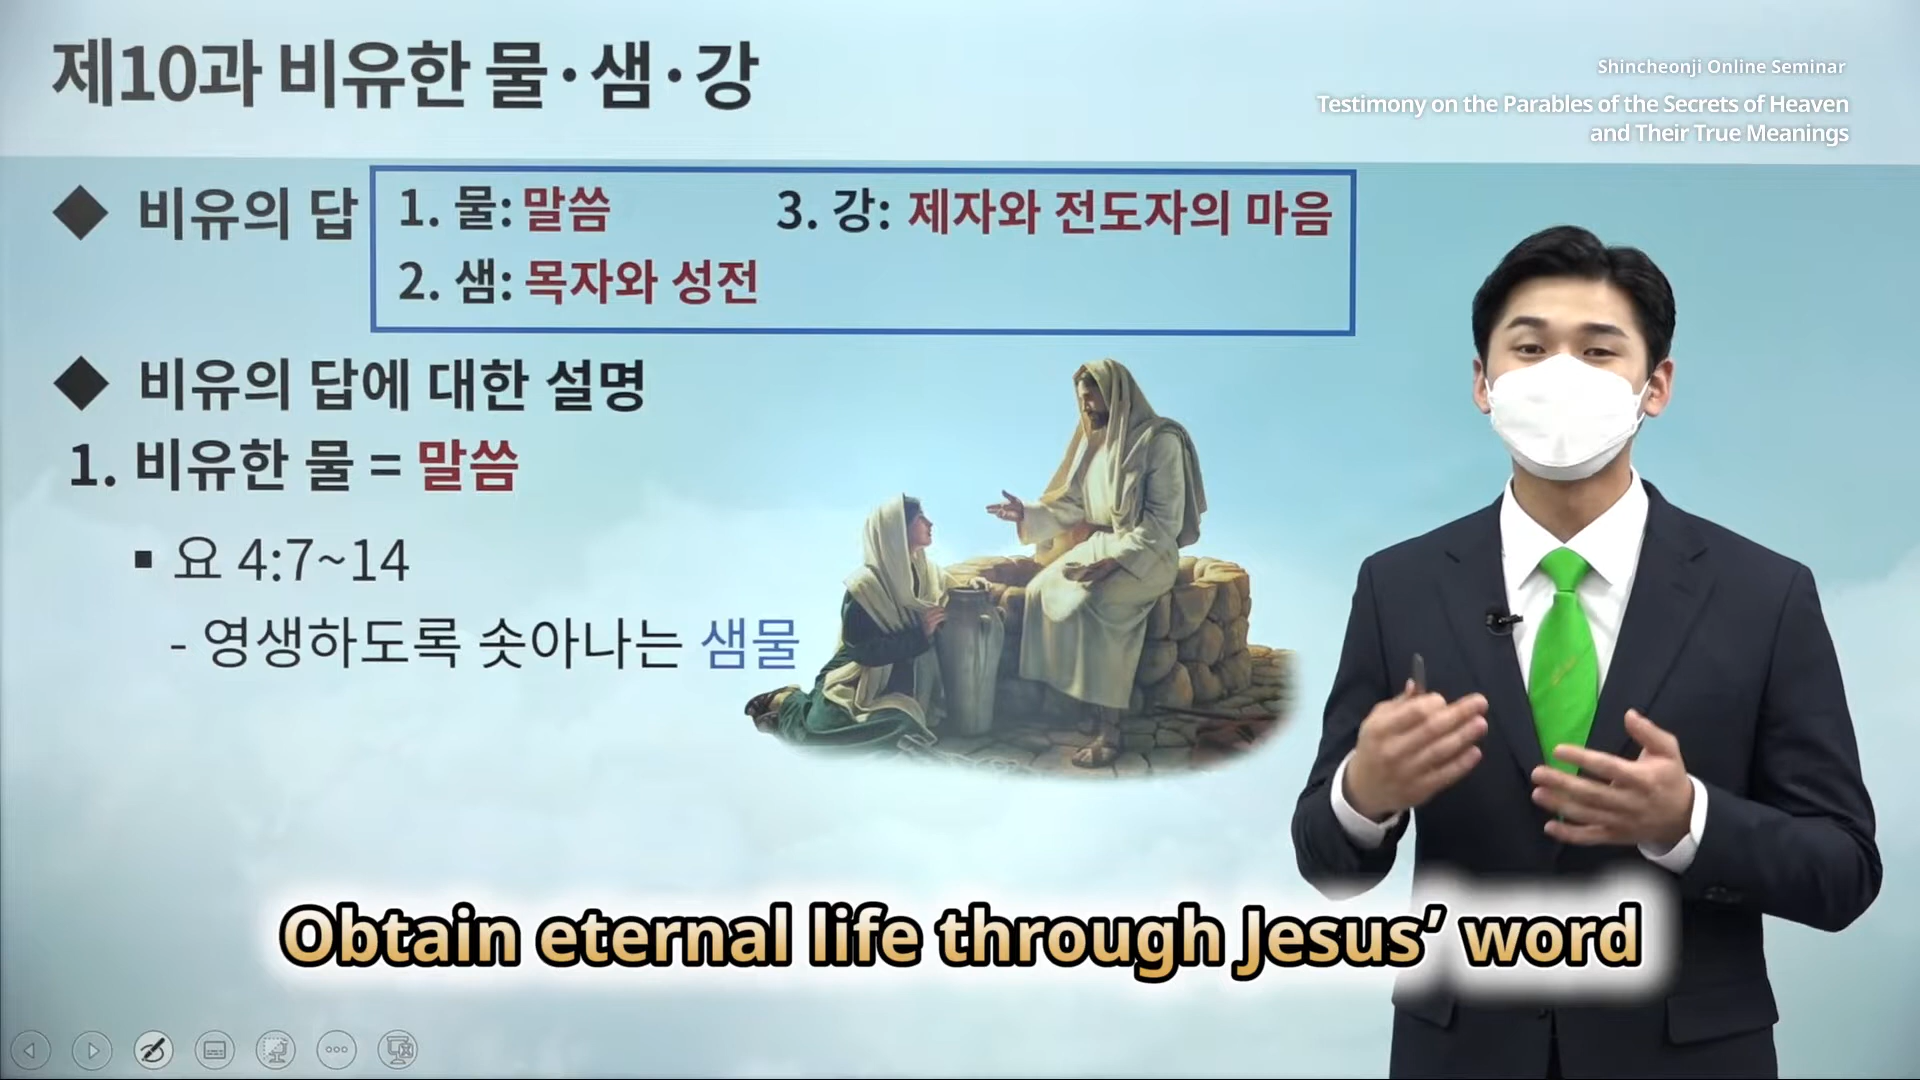 제10과 비유한 물·샘·강
Shincheonji Online Seminar
Testimony on the Parables of the Secrets of Heaven
and Their True Meanings
◆ 비유의 답
1. 물: 말씀
3. 강: 제자와 전도자의 마음
2. 샘: 목자와 성전
◆ 비유의 답에 대한 설명
1. 비유한 물 = 말씀
▪ 요 4:7~14
- 영생하도록 솟아나는 샘물
Obtain eternal life through Jesus’ word